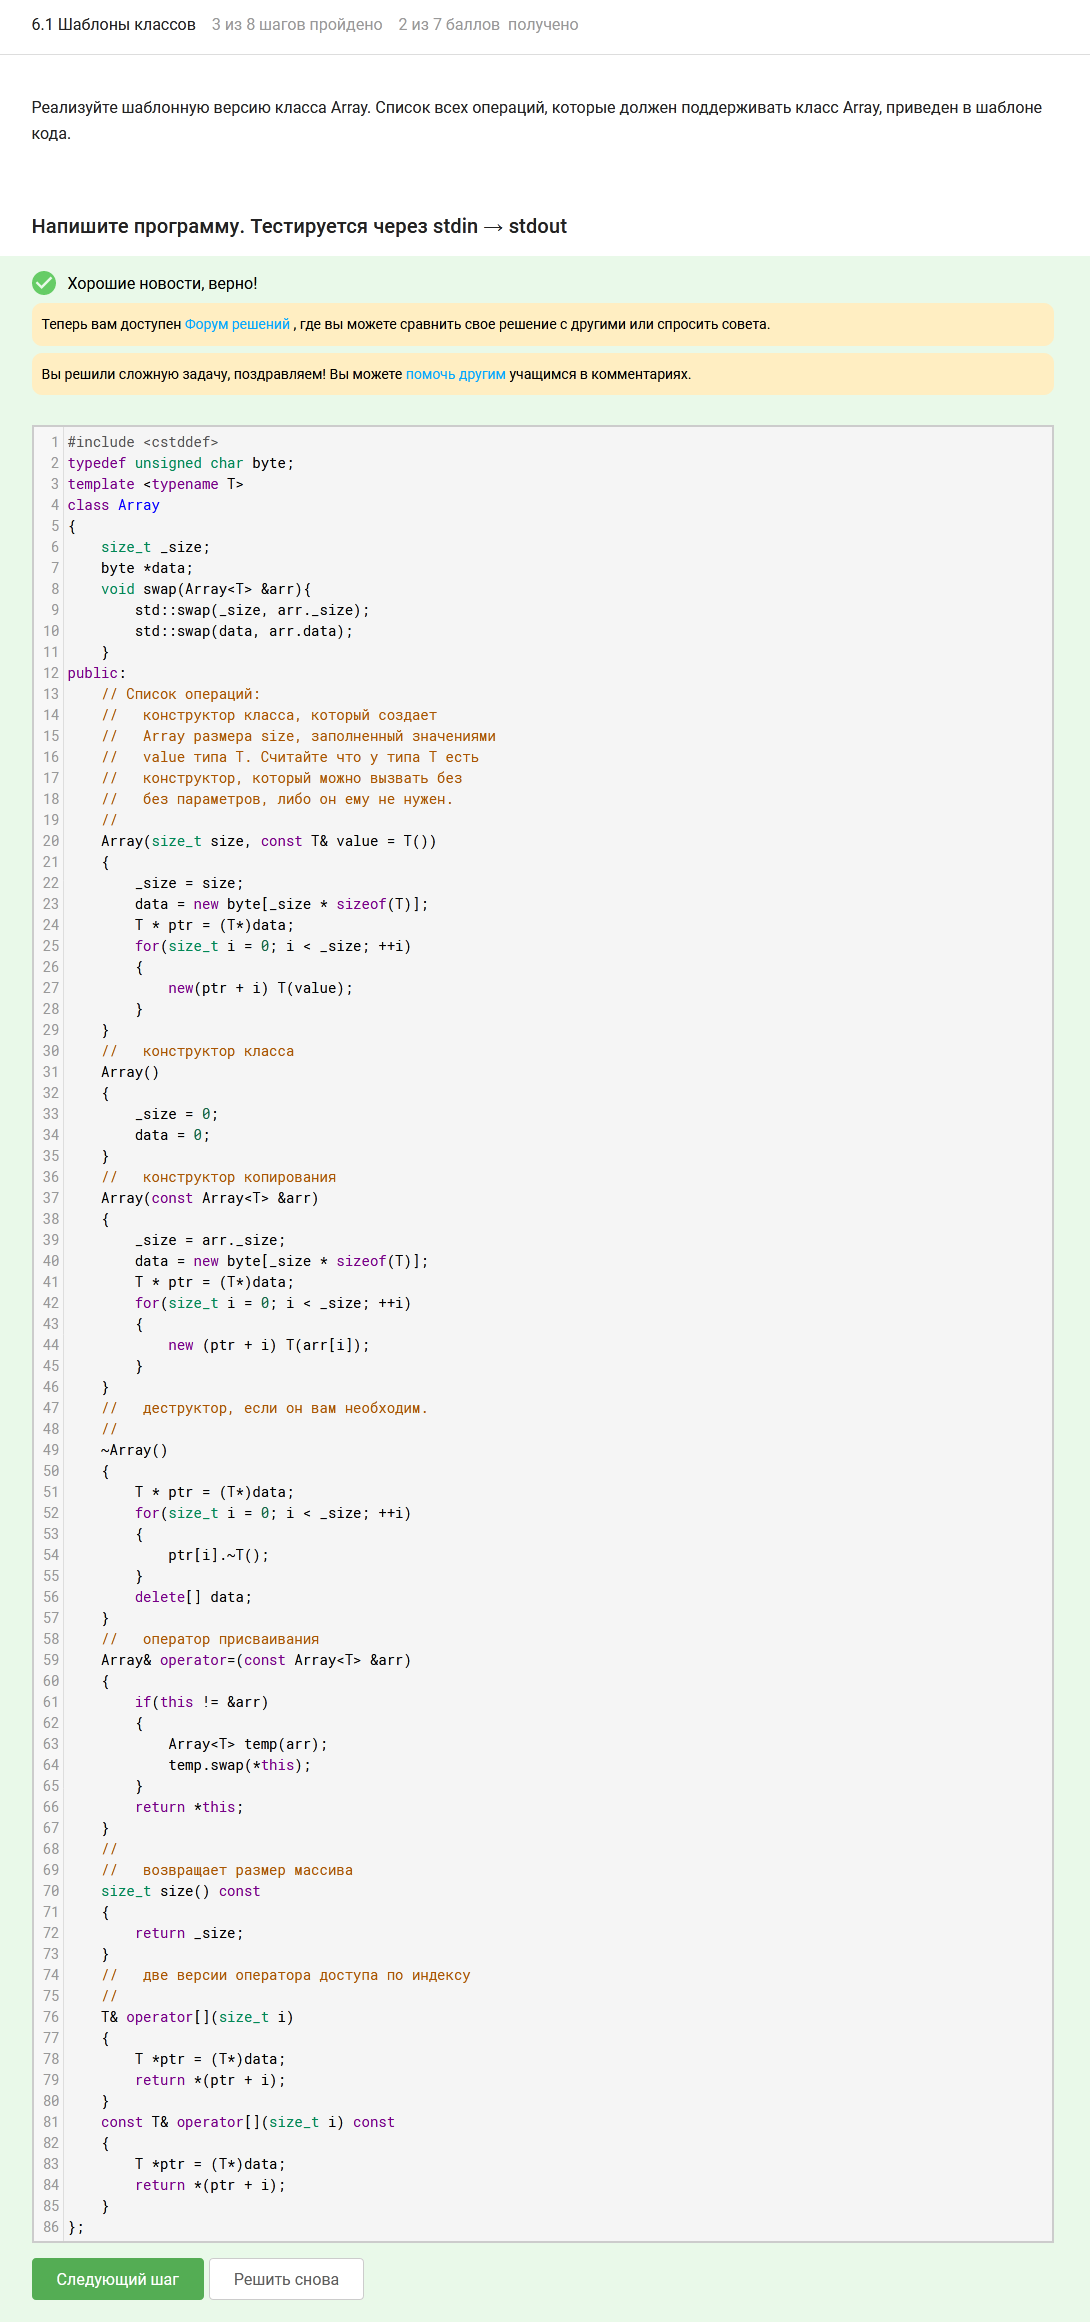 6.1 Шаблоны классов 3 из 8 шагов пройдено 2 из 7 баллов получено
Реализуйте шаблонную версию класса Array. Список всех операций, которые должен поддерживать класс Array, приведен в шаблоне
кода.
Напишите программу. Тестируется через stdin → stdout
Хорошие новости, верно!
Теперь вам доступен Форум решений , где вы можете сравнить свое решение с другими или спросить совета.
Вы решили сложную задачу, поздравляем! Вы можете помочь другим учащимся в комментариях.
1 #include <cstddef>
2 typedef unsigned char byte;
3 template <typename T>
4 class Array
5 {
6     size_t _size;
7     byte *data;
8     void swap(Array<T> &arr){
9         std::swap(_size, arr._size);
10         std::swap(data, arr.data);
11     }
12 public:
13     // Список операций:
14     //   конструктор класса, который создает
15     //   Array размера size, заполненный значениями
16     //   value типа T. Считайте что у типа T есть
17     //   конструктор, который можно вызвать без
18     //   без параметров, либо он ему не нужен.
19     //
20     Array(size_t size, const T& value = T())
21     {
22         _size = size;
23         data = new byte[_size * sizeof(T)];
24         T * ptr = (T*)data;
25         for(size_t i = 0; i < _size; ++i)
26         {
27             new(ptr + i) T(value);
28         }
29     }
30     //   конструктор класса
31     Array()
32     {
33         _size = 0;
34         data = 0;
35     }
36     //   конструктор копирования
37     Array(const Array<T> &arr)
38     {
39         _size = arr._size;
40         data = new byte[_size * sizeof(T)];
41         T * ptr = (T*)data;
42         for(size_t i = 0; i < _size; ++i)
43         {
44             new (ptr + i) T(arr[i]);
45         }
46     }
47     //   деструктор, если он вам необходим.
48     //
49     ~Array()
50     {
51         T * ptr = (T*)data;
52         for(size_t i = 0; i < _size; ++i)
53         {
54             ptr[i].~T();
55         }
56         delete[] data;
57     }
58     //   оператор присваивания
59     Array& operator=(const Array<T> &arr)
60     {
61         if(this != &arr)
62         {
63             Array<T> temp(arr);
64             temp.swap(*this);
65         }
66         return *this;
67     }
68     //
69     //   возвращает размер массива
70     size_t size() const
71     {
72         return _size;
73     }
74     //   две версии оператора доступа по индексу
75     //
76     T& operator[](size_t i)
77     {
78         T *ptr = (T*)data;
79         return *(ptr + i);
80     }
81     const T& operator[](size_t i) const
82     {
83         T *ptr = (T*)data;
84         return *(ptr + i);
85     }
86 };
Следующий шаг Решить снова